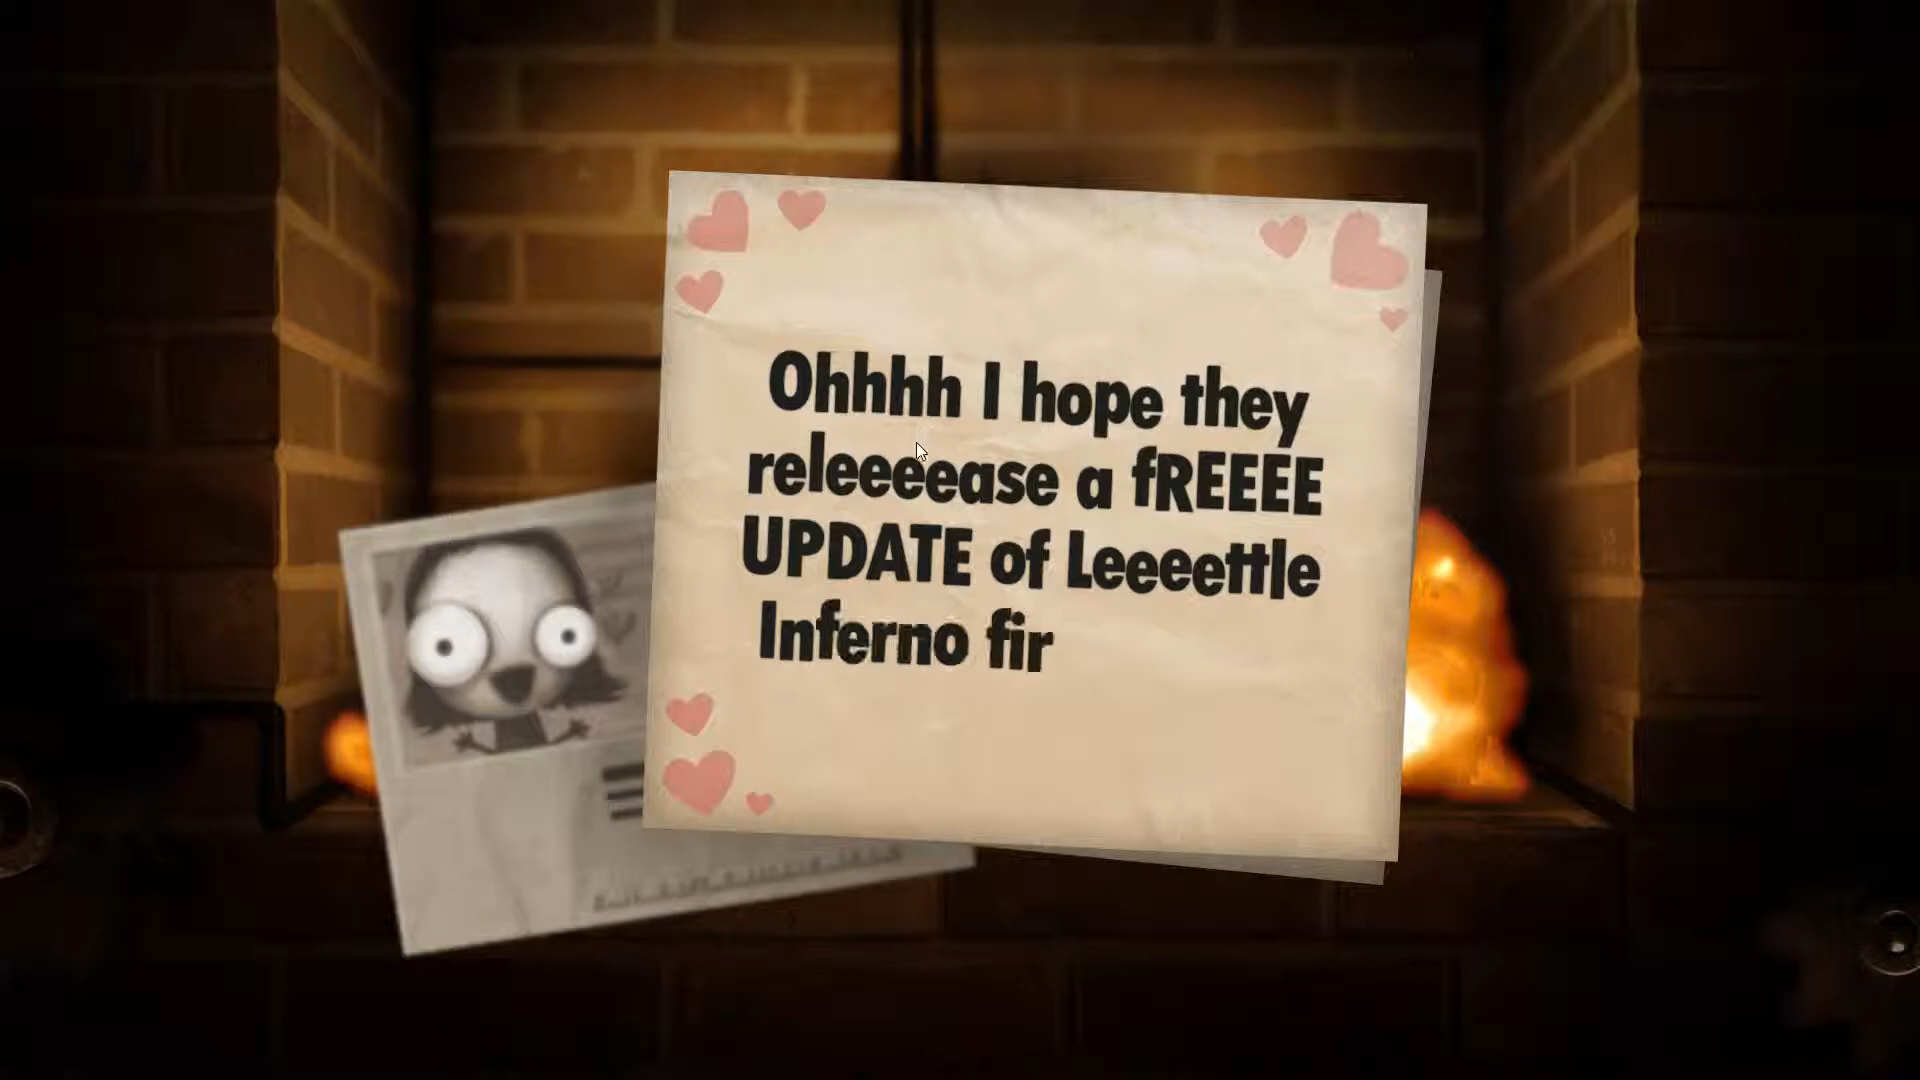 Ohhhh I hope they
releeeease a fREEEE
UPDATE of Leeeettle
Inferno fir